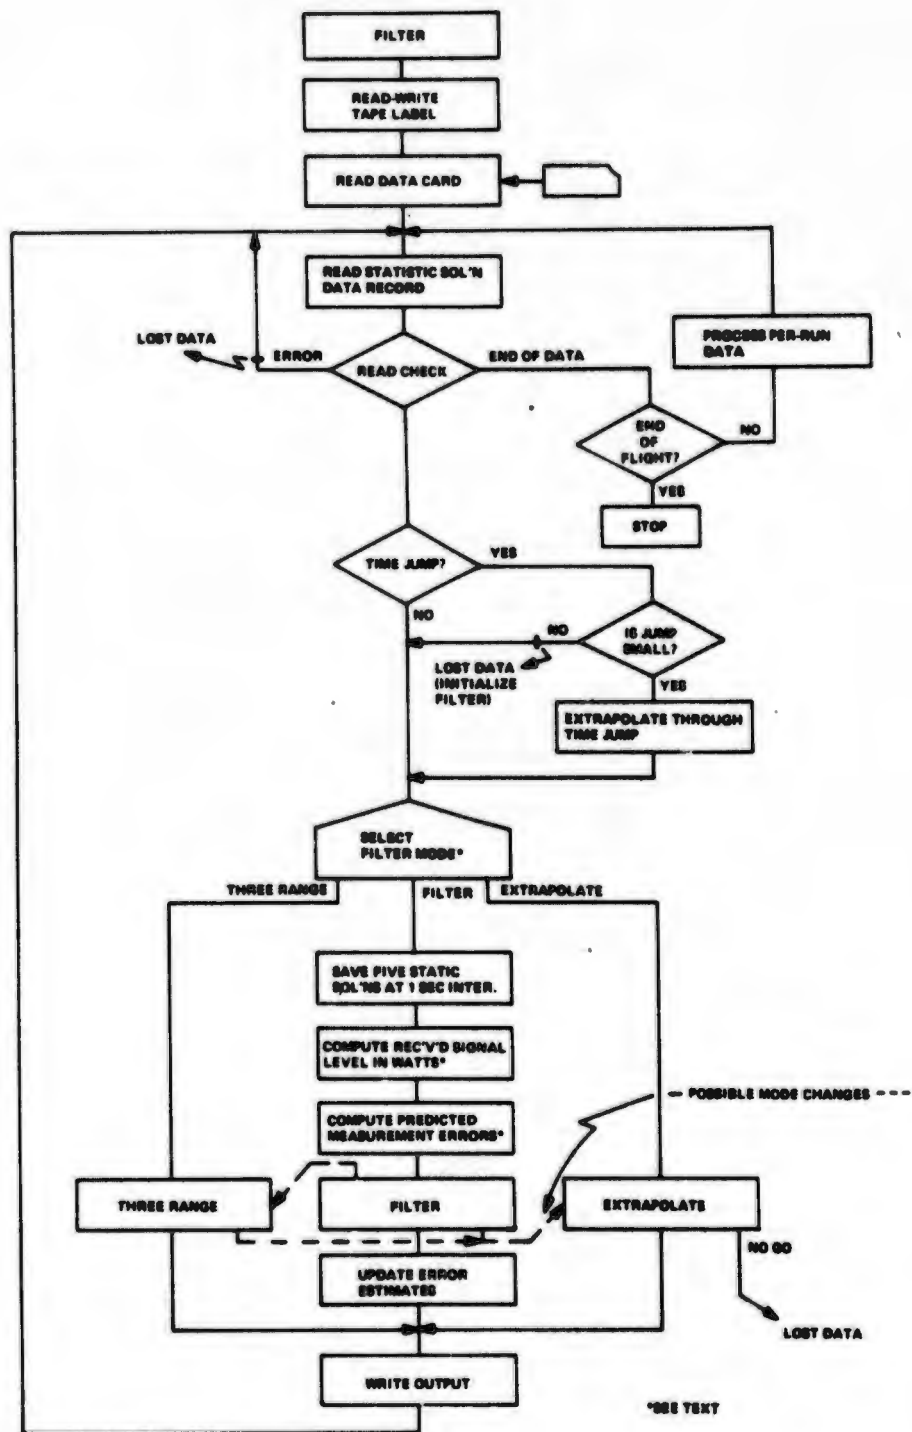 FILTER
READ-WRITE
TAPE LABEL
READ DATA CARD
READ STATISTIC SOL'N
DATA RECORD
PROCESS PER-RUN
DATA
LOST DATA
ERROR
READ CHECK
END OF DATA
END
OF
FLIGHT?
NO
YES
STOP
TIME JUMP?
YES
NO
NO
IS JUMP
SMALL?
LOST DATA
(INITIALIZE
FILTER)
YES
EXTRAPOLATE THROUGH
TIME JUMP
SELECT
FILTER MODE*
THREE RANGE
FILTER
EXTRAPOLATE
SAVE FIVE STATIC
SOL'NS AT 1 SEC INTER.
COMPUTE REC'V'D SIGNAL
LEVEL IN WATTS*
POSSIBLE MODE CHANGES
COMPUTE PREDICTED
MEASUREMENT ERRORS*
THREE RANGE
FILTER
EXTRAPOLATE
NO GO
UPDATE ERROR
ESTIMATED
LOST DATA
WRITE OUTPUT
*SEE TEXT